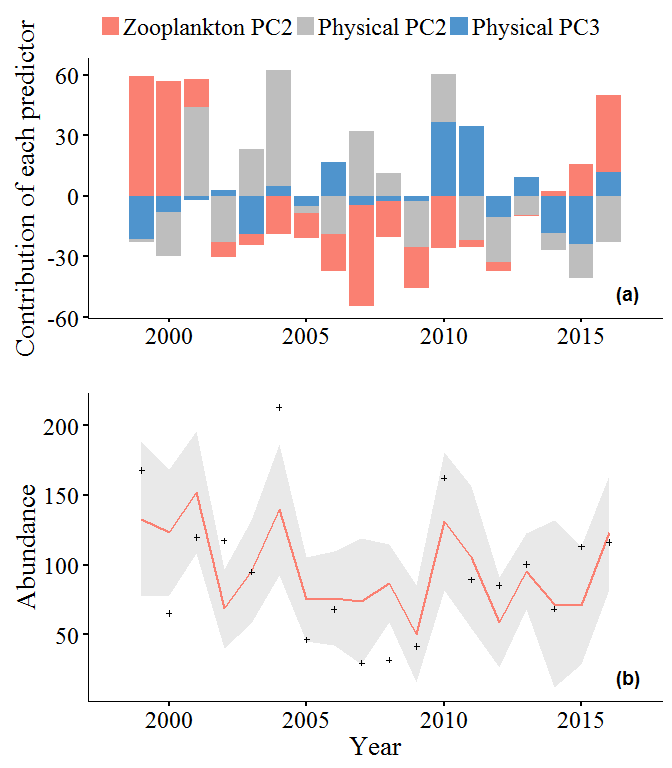 Zooplankton PC2 Physical PC2 Physical PC3
Contribution of each predictor
60
30
0
-30
-60
(a)
2000 2005 2010 2015
Abundance
200
150
100
50
(b)
2000 2005 2010 2015
Year